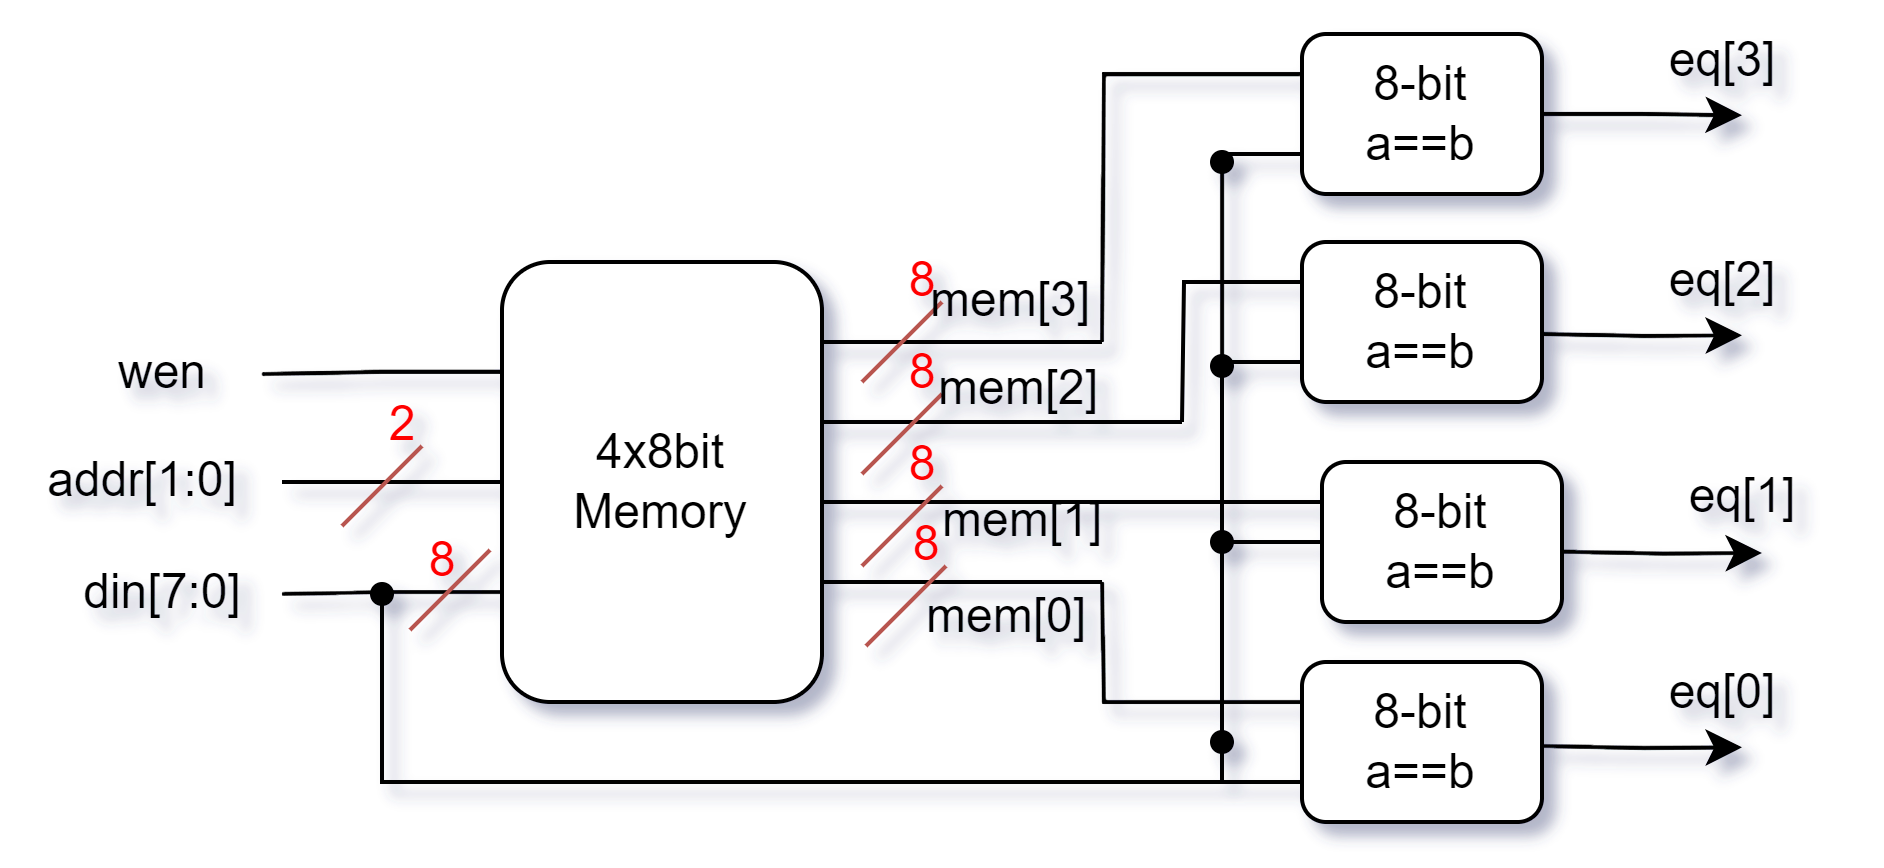 wen
2
addr[1:0]
8
din[7:0]
4x8bit
Memory
8
mem[3]
8
mem[2]
8
mem[1]
8
mem[0]
8-bit
a==b
eq[3]
8-bit
a==b
eq[2]
8-bit
a==b
eq[1]
8-bit
a==b
eq[0]